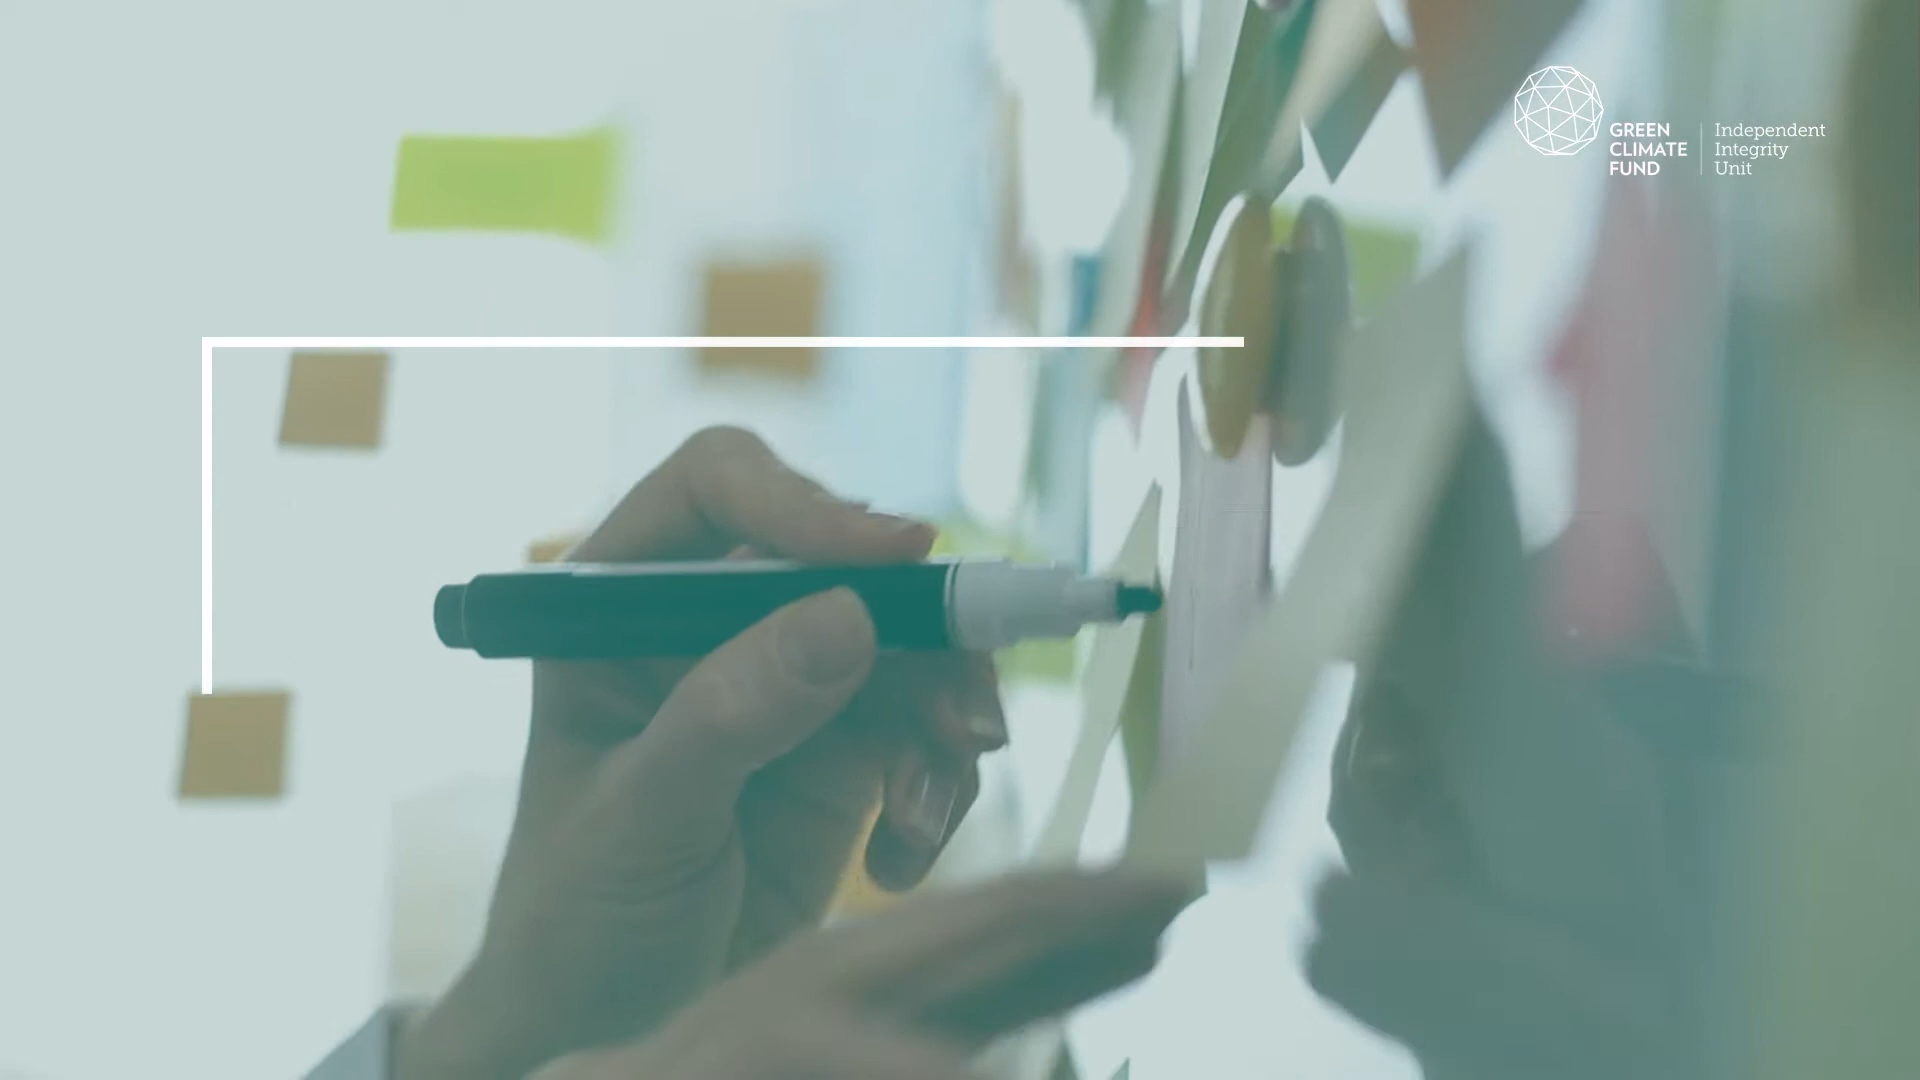 GREEN
CLIMATE
FUND
Independent
Integrity
Unit